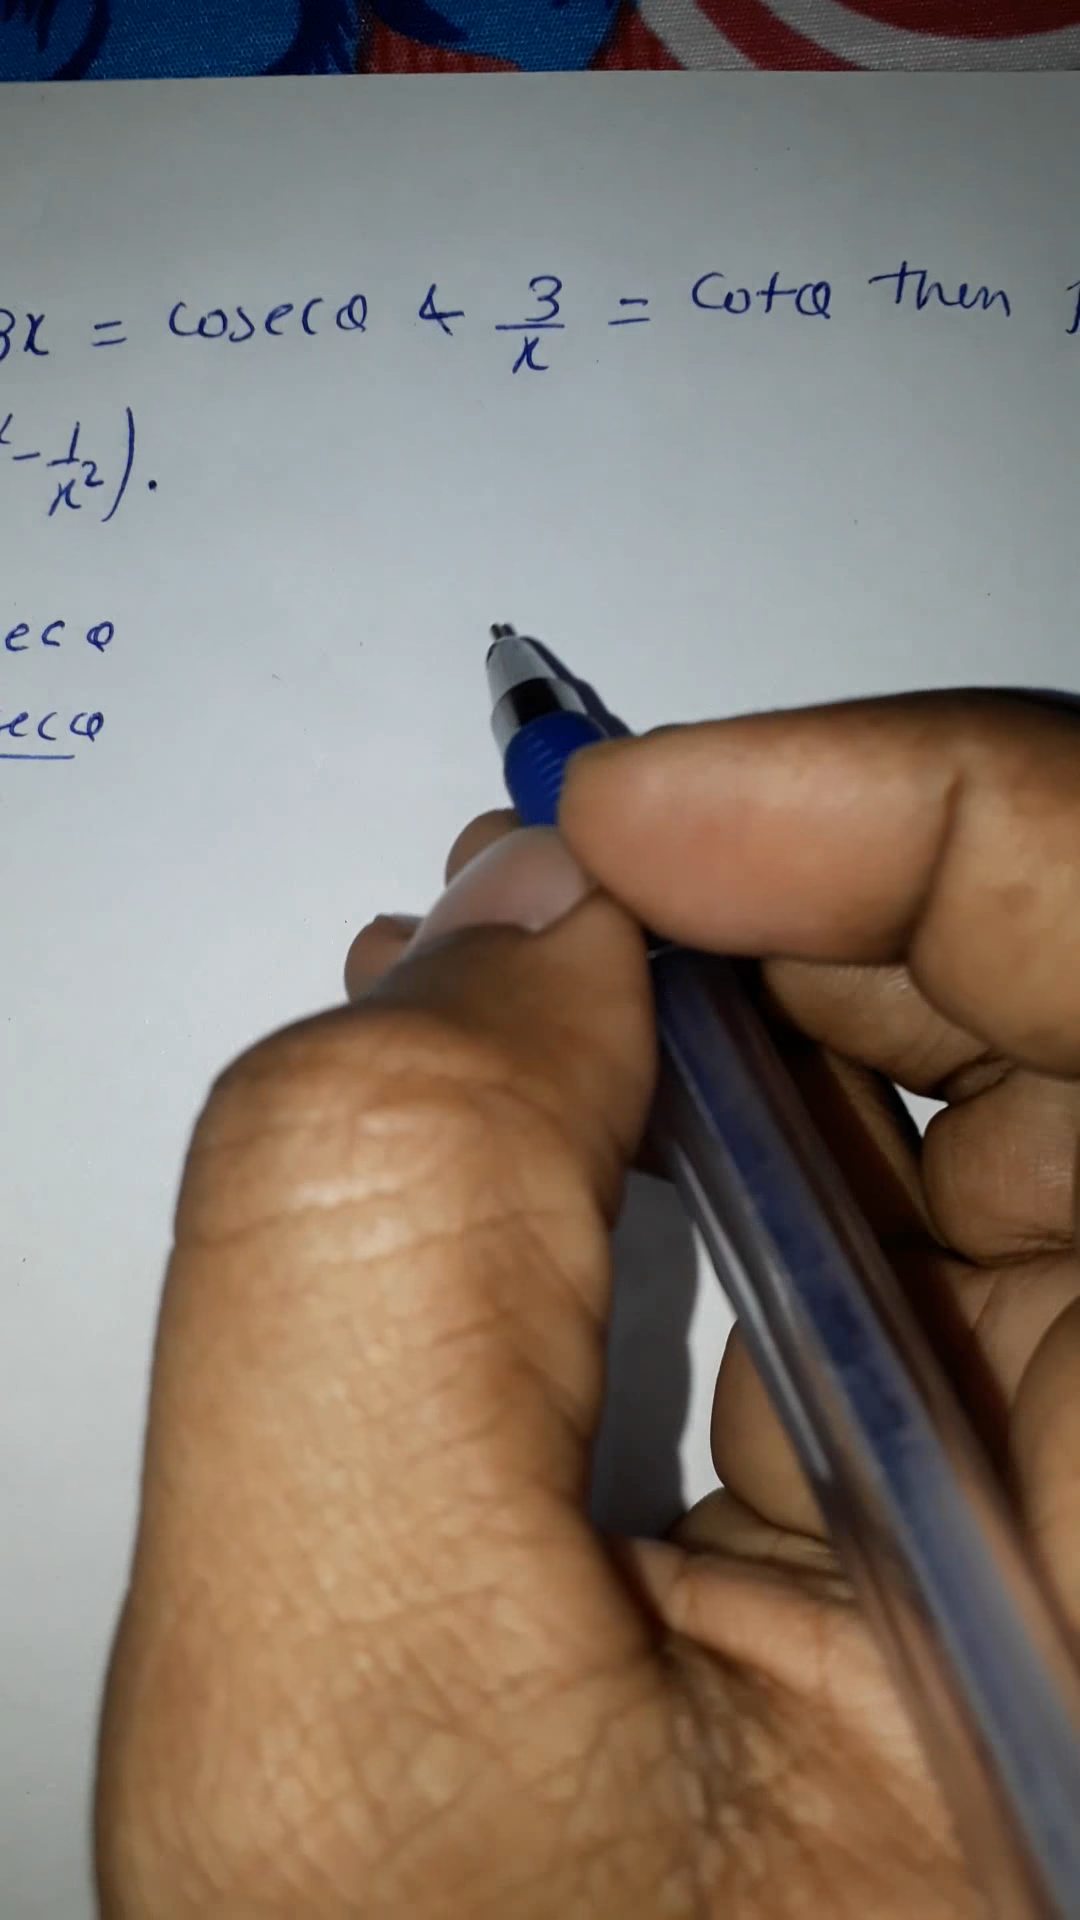 3x = cosecθ & 3/x = cotθ then
- 1/x²).
ecθ
ecθ